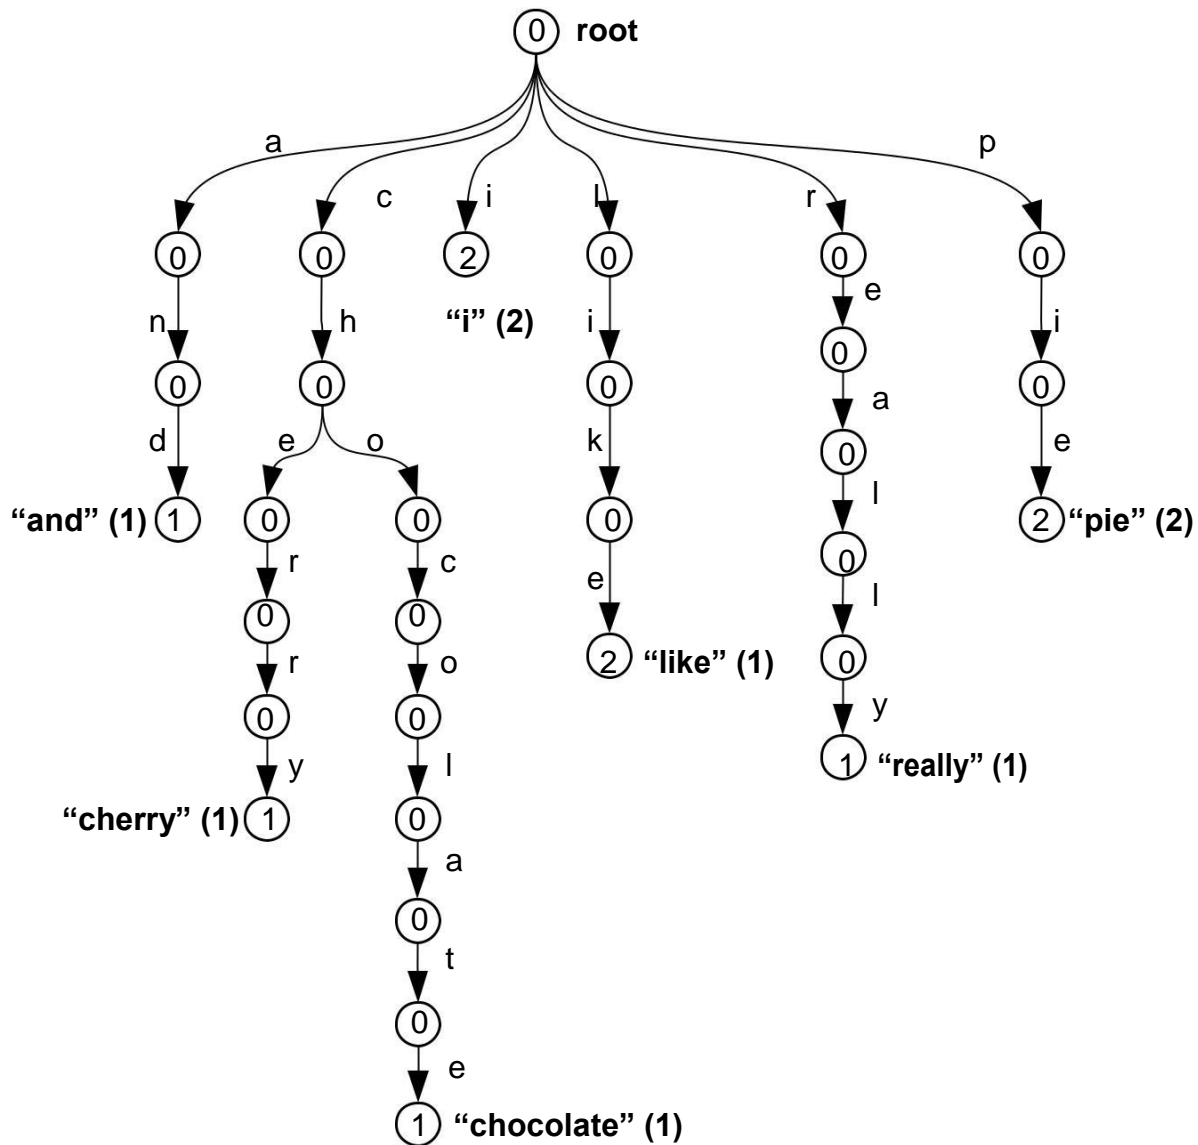 0 root
a c i l r p
0 0 2 0 0 0
n h “i” (2) i e i
0 0 0 0 0
d e o k a e
“and” (1) 1 0 0 0 0 2 “pie” (2)
r c e l
0 0 0
r o 2 “like” (1) l
0 0 0
y l y
“cherry” (1) 1 0 1 “really” (1)
a
0
t
0
e
1 “chocolate” (1)